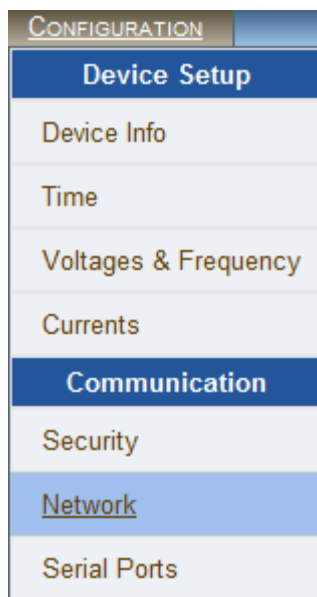 CONFIGURATION
Device Setup
Device Info
Time
Voltages & Frequency
Currents
Communication
Security
Network
Serial Ports